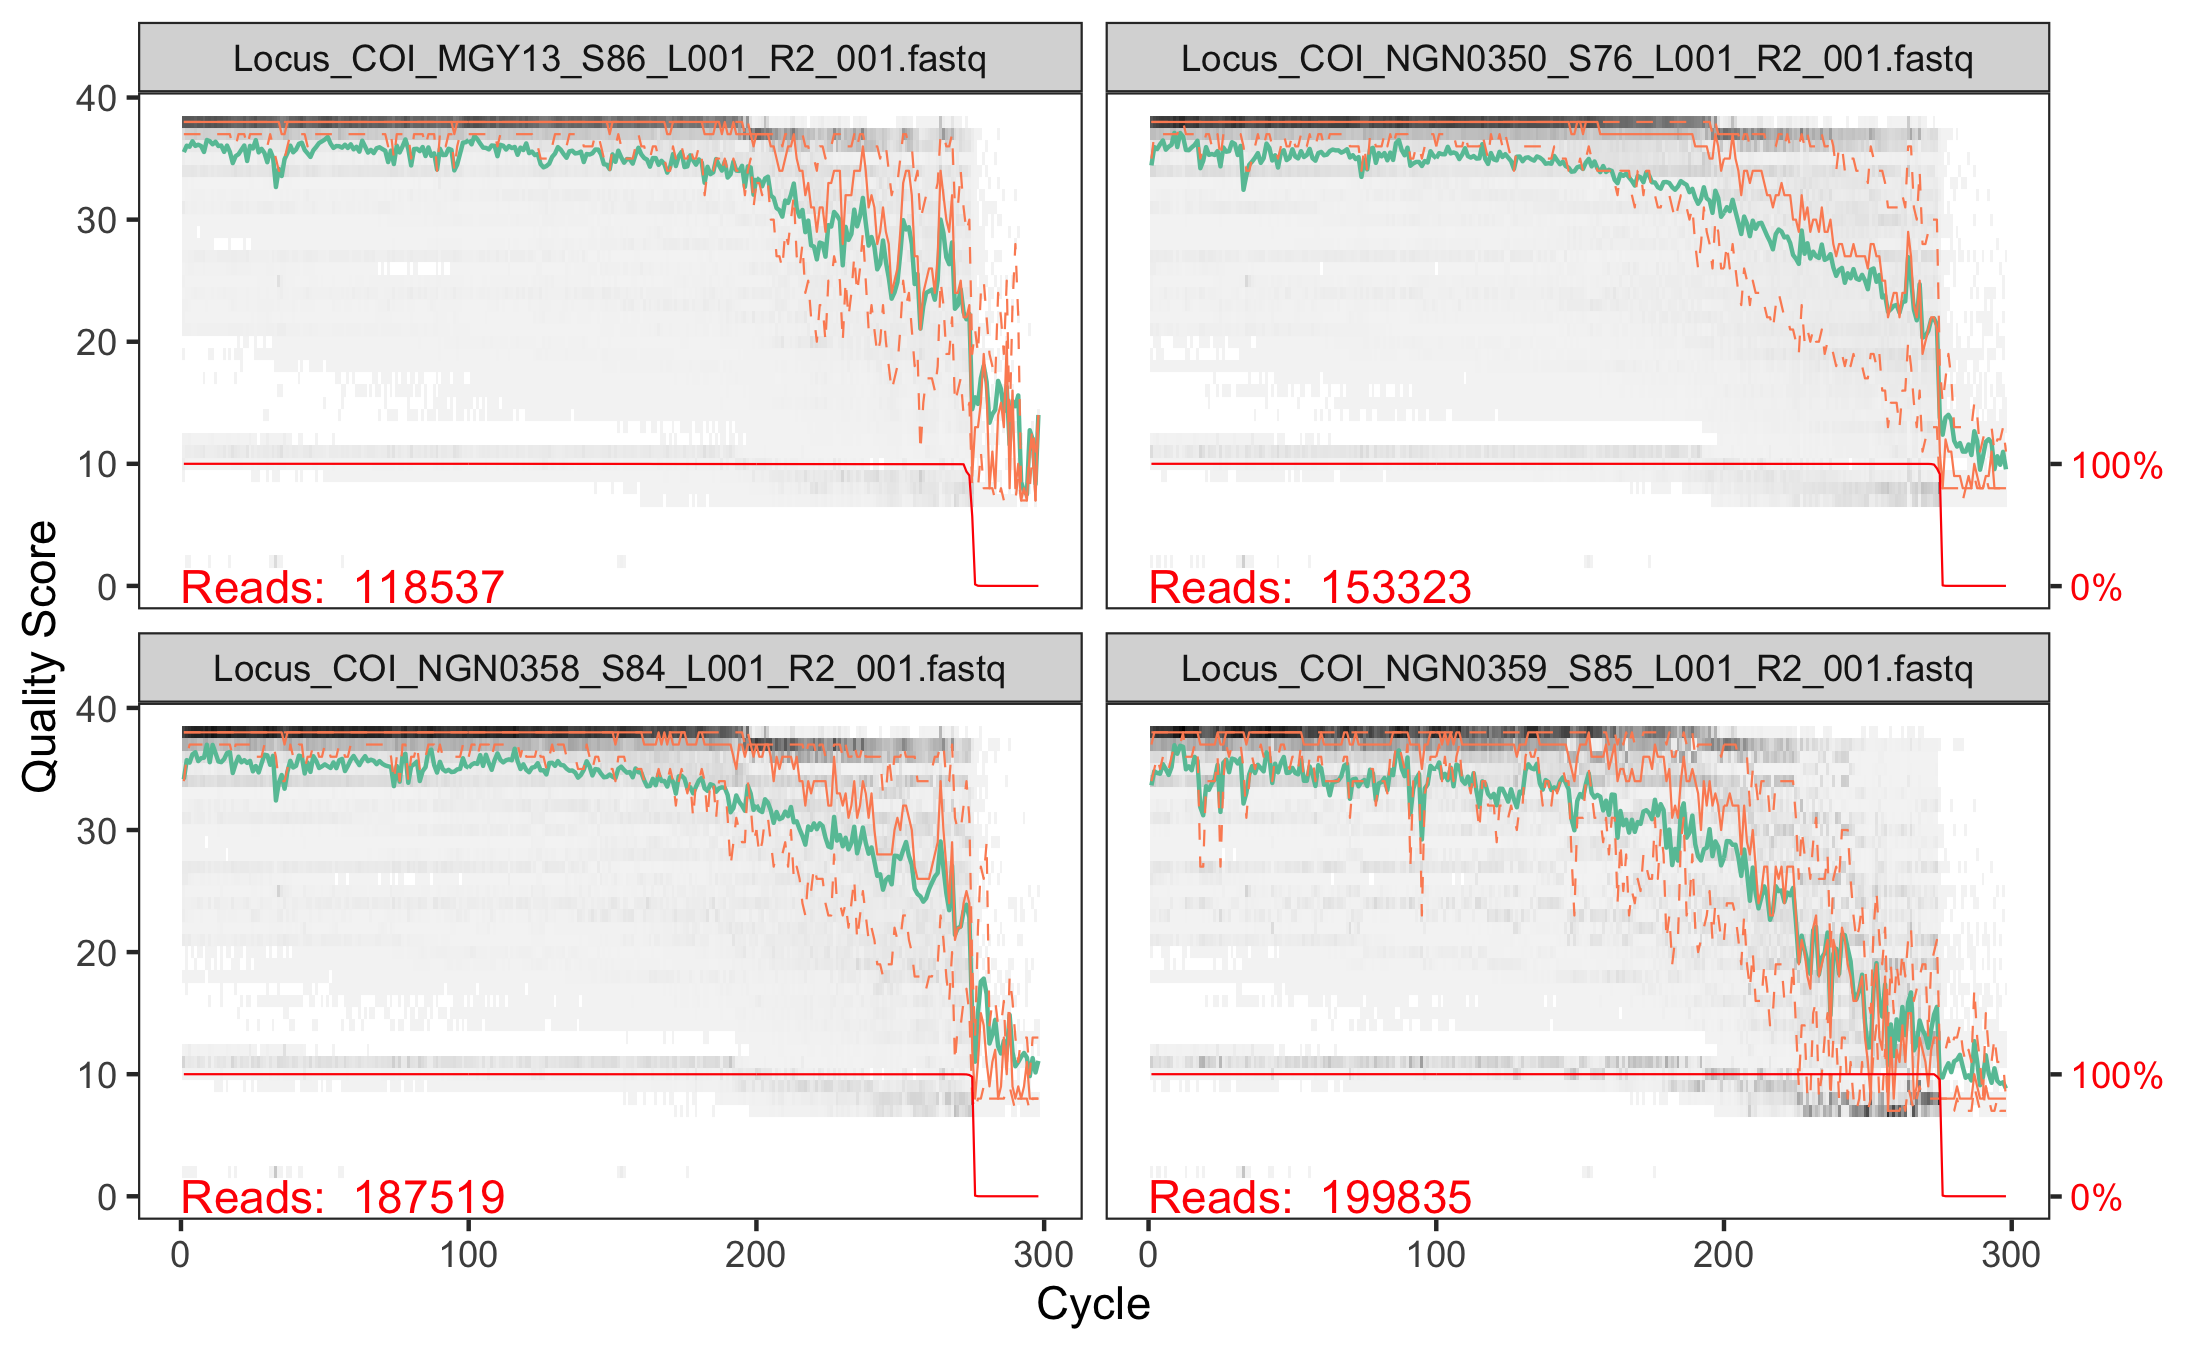 Locus_COI_MGY13_S86_L001_R2_001.fastq
Locus_COI_NGN0350_S76_L001_R2_001.fastq
40
30
20
10
0
Reads: 118537
Reads: 153323
100%
0%
Quality Score
Locus_COI_NGN0358_S84_L001_R2_001.fastq
Locus_COI_NGN0359_S85_L001_R2_001.fastq
40
30
20
10
0
Reads: 187519
Reads: 199835
100%
0%
0 100 200 300
0 100 200 300
Cycle